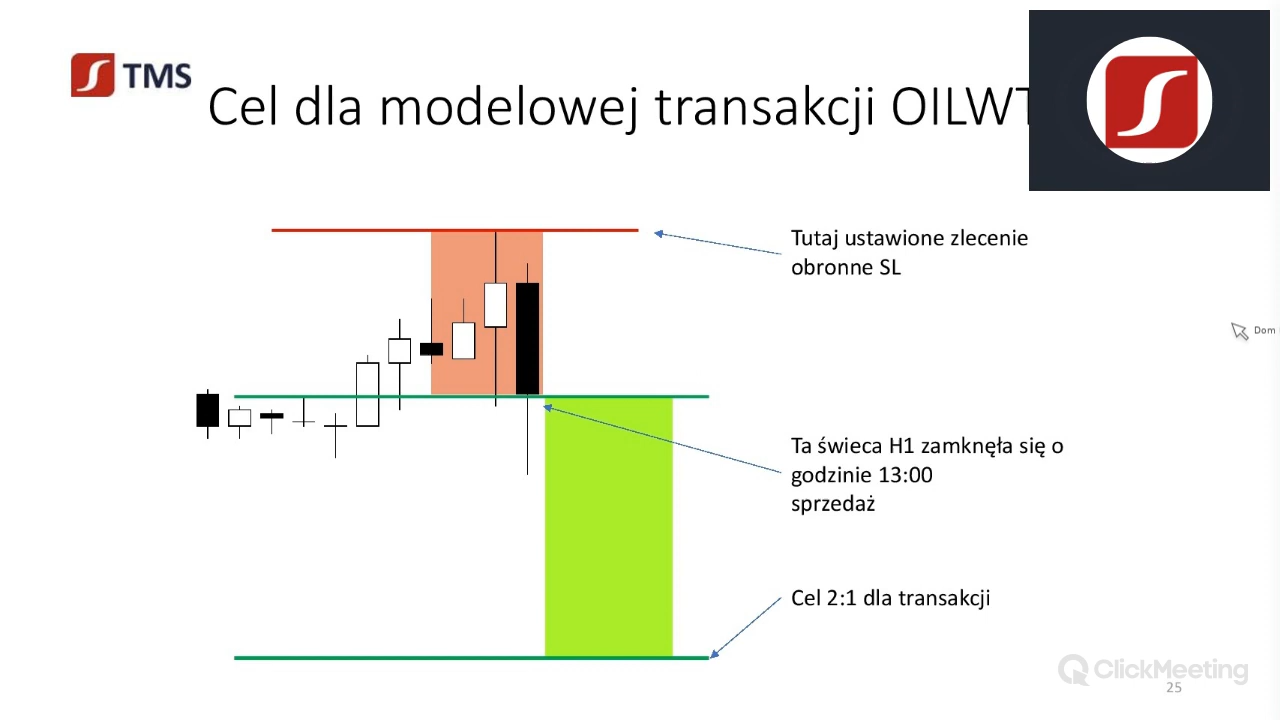 TMS
Cel dla modelowej transakcji OILWT
Tutaj ustawione zlecenie
obronne SL
Dom
Ta świeca H1 zamknęła się o
godzinie 13:00
sprzedaż
Cel 2:1 dla transakcji
ClickMeeting
25